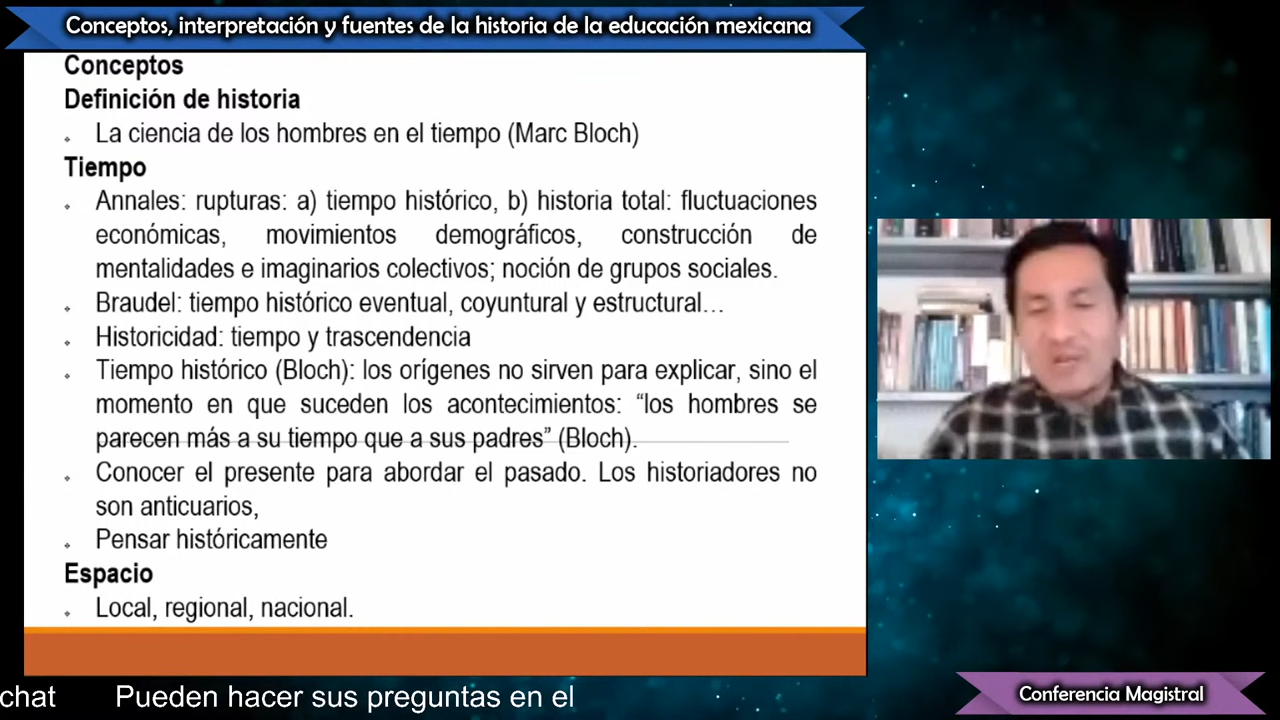 Conceptos, interpretación y fuentes de la historia de la educación mexicana
Conceptos
Definición de historia
La ciencia de los hombres en el tiempo (Marc Bloch)
Tiempo
Annales: rupturas: a) tiempo histórico, b) historia total: fluctuaciones
económicas, movimientos demográficos, construcción de
mentalidades e imaginarios colectivos; noción de grupos sociales.
Braudel: tiempo histórico eventual, coyuntural y estructural…
Historicidad: tiempo y trascendencia
Tiempo histórico (Bloch): los orígenes no sirven para explicar, sino el
momento en que suceden los acontecimientos: “los hombres se
parecen más a su tiempo que a sus padres” (Bloch).
Conocer el presente para abordar el pasado. Los historiadores no
son anticuarios,
Pensar históricamente
Espacio
Local, regional, nacional.
chat Pueden hacer sus preguntas en el
Conferencia Magistral